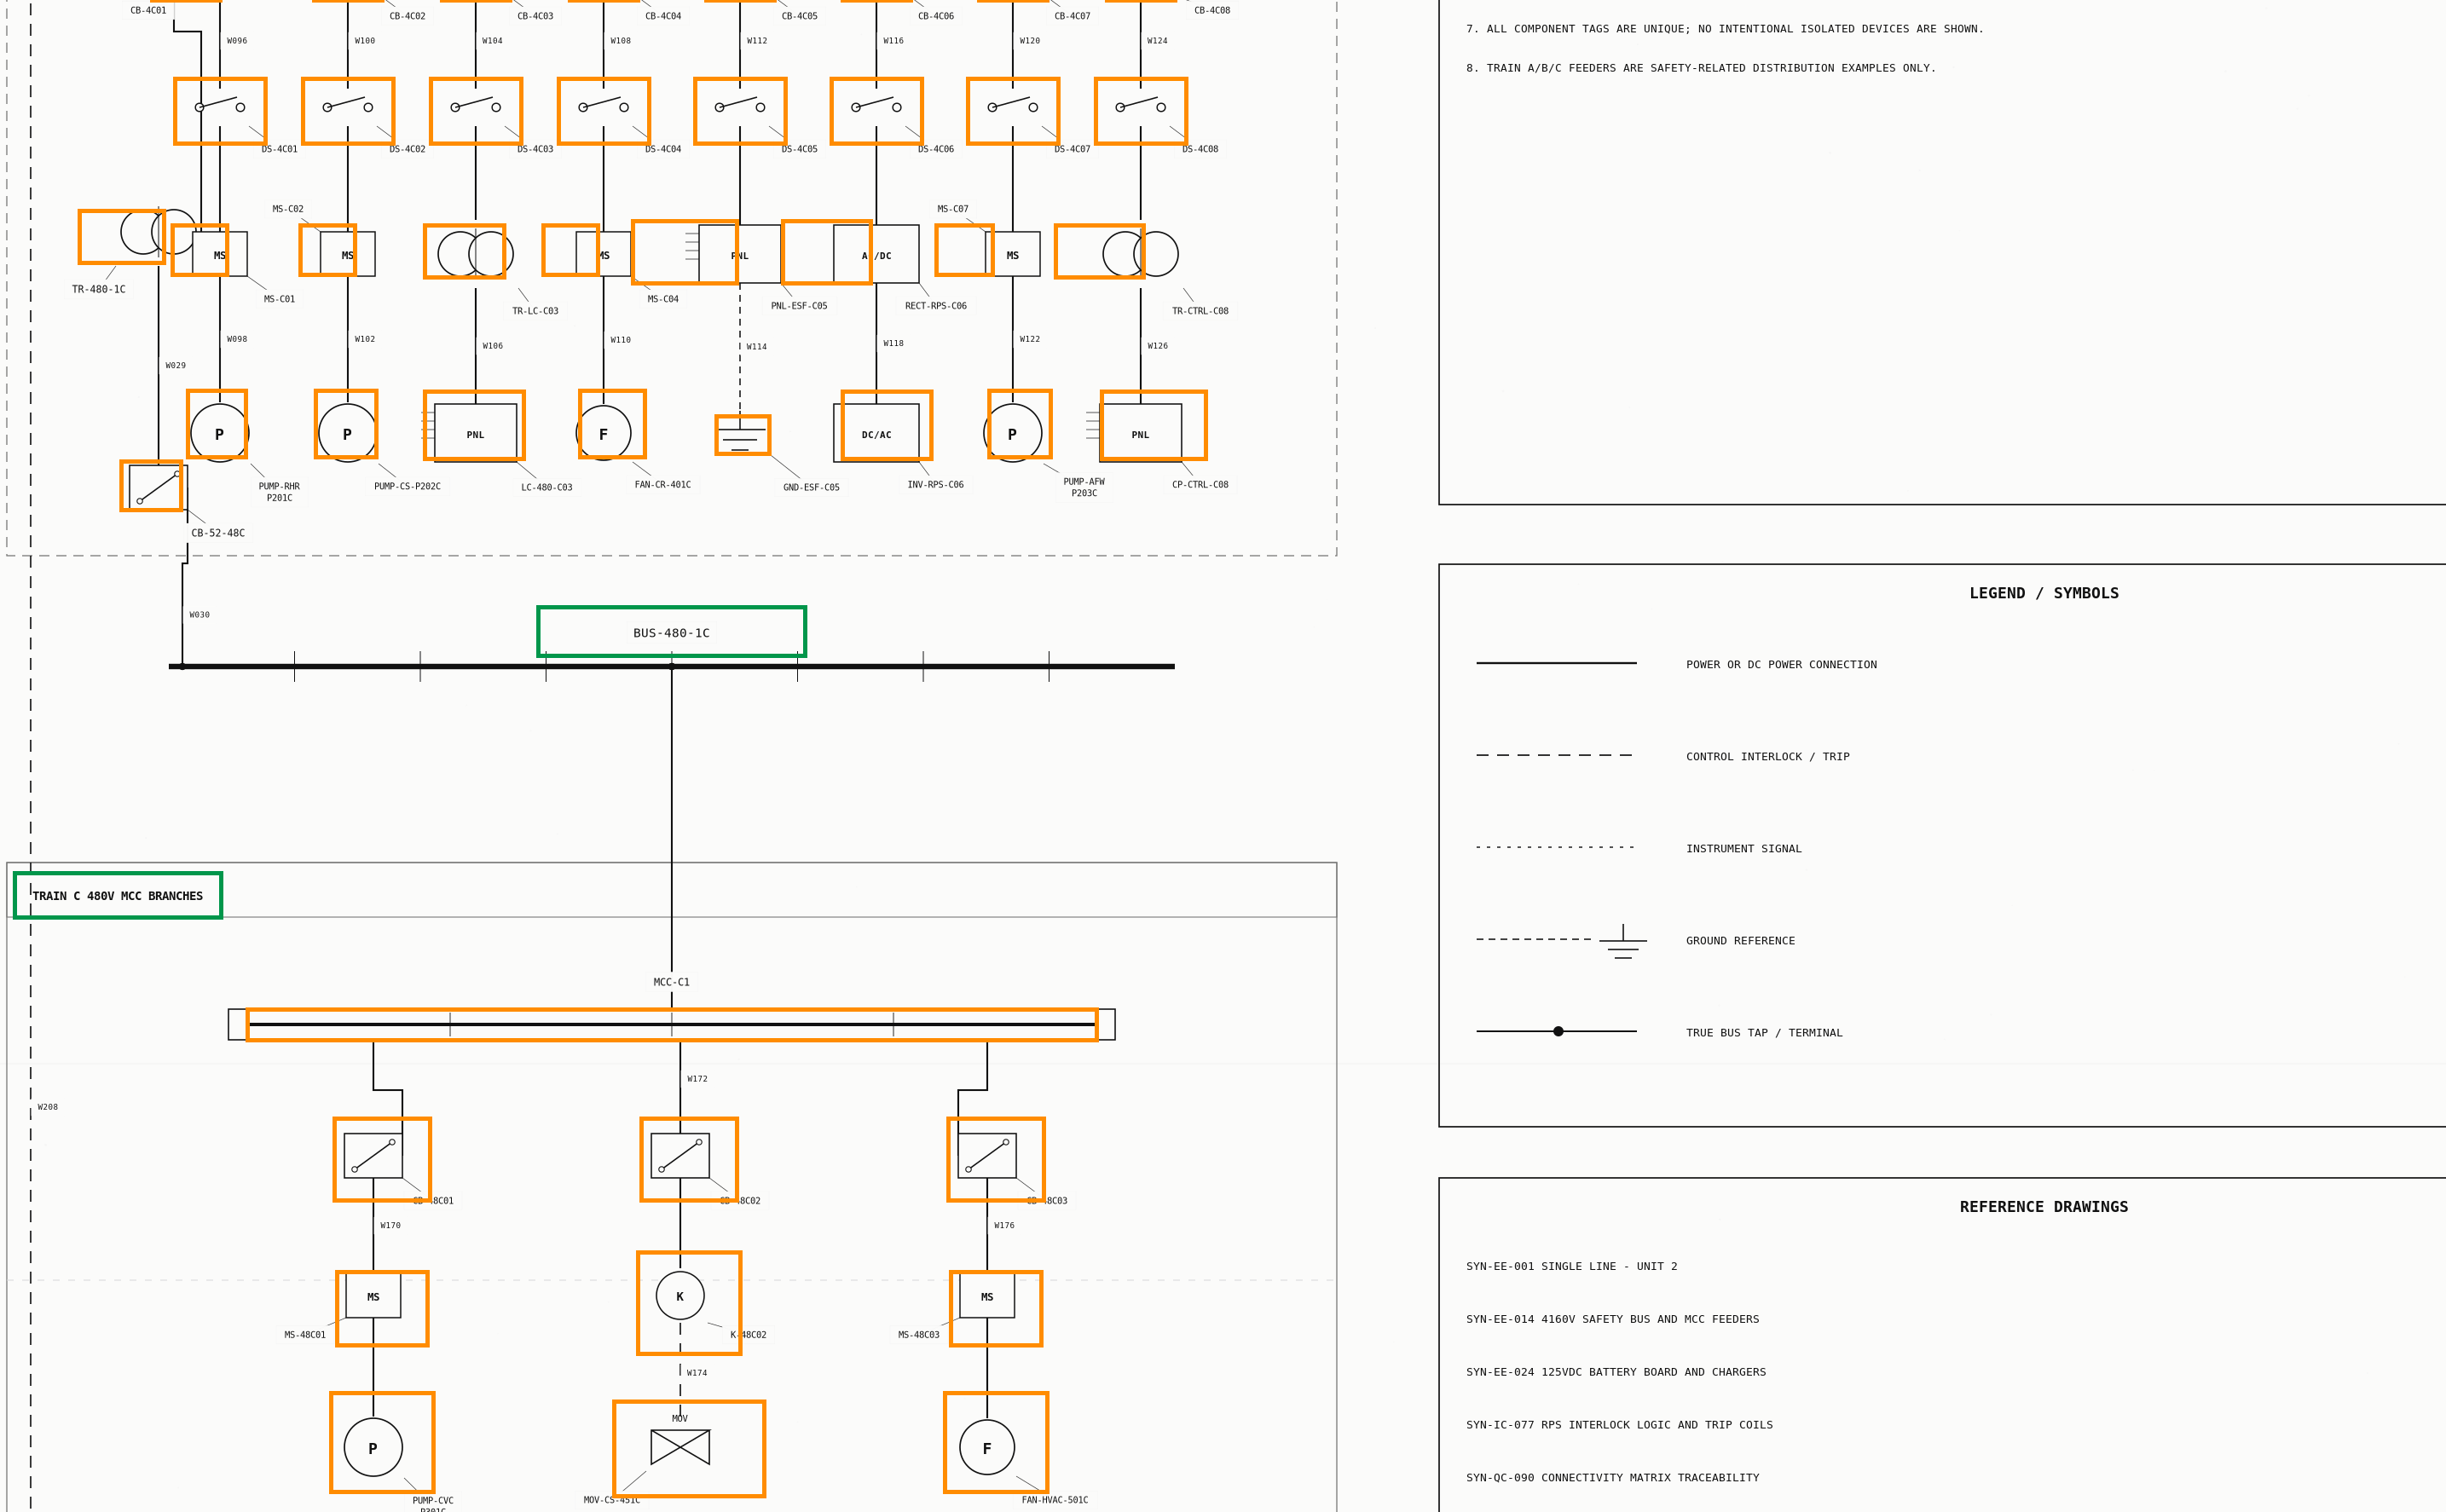 CB-4C01
CB-4C02
CB-4C03
CB-4C04
CB-4C05
CB-4C06
CB-4C07
CB-4C08
W096
W100
W104
W108
W112
W116
W120
W124
DS-4C01
DS-4C02
DS-4C03
DS-4C04
DS-4C05
DS-4C06
DS-4C07
DS-4C08
MS-C02
MS-C07
MS
MS
MS
PNL
AC/DC
MS
TR-480-1C
MS-C01
TR-LC-C03
MS-C04
PNL-ESF-C05
RECT-RPS-C06
TR-CTRL-C08
W029
W098
W102
W106
W110
W114
W118
W122
W126
P
P
PNL
F
DC/AC
P
PNL
PUMP-RHR
P201C
PUMP-CS-P202C
LC-480-C03
FAN-CR-401C
GND-ESF-C05
INV-RPS-C06
PUMP-AFW
P203C
CP-CTRL-C08
CB-52-48C
W030
BUS-480-1C
TRAIN C 480V MCC BRANCHES
MCC-C1
W208
W172
CB-48C01
CB-48C02
CB-48C03
W170
W176
MS
K
MS
MS-48C01
K-48C02
MS-48C03
W174
MOV
P
F
PUMP-CVC
P301C
MOV-CS-451C
FAN-HVAC-501C
7. ALL COMPONENT TAGS ARE UNIQUE; NO INTENTIONAL ISOLATED DEVICES ARE SHOWN.
8. TRAIN A/B/C FEEDERS ARE SAFETY-RELATED DISTRIBUTION EXAMPLES ONLY.
LEGEND / SYMBOLS
POWER OR DC POWER CONNECTION
CONTROL INTERLOCK / TRIP
INSTRUMENT SIGNAL
GROUND REFERENCE
TRUE BUS TAP / TERMINAL
REFERENCE DRAWINGS
SYN-EE-001 SINGLE LINE - UNIT 2
SYN-EE-014 4160V SAFETY BUS AND MCC FEEDERS
SYN-EE-024 125VDC BATTERY BOARD AND CHARGERS
SYN-IC-077 RPS INTERLOCK LOGIC AND TRIP COILS
SYN-QC-090 CONNECTIVITY MATRIX TRACEABILITY